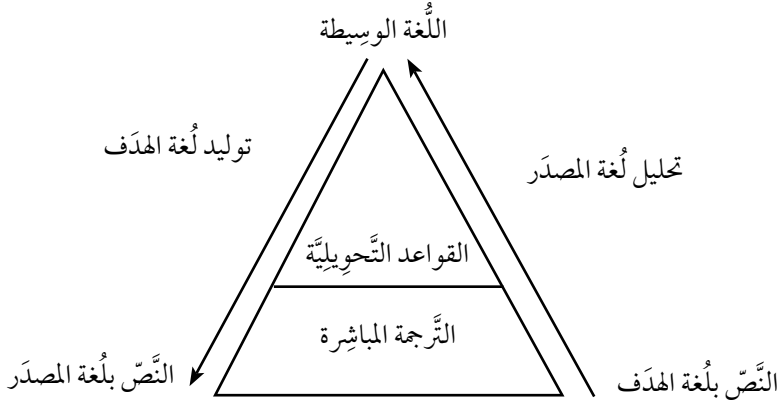 اللُّغة الوسِيطة
تحليل لُغة المصدَر
توليد لُغة الهدَف
القواعد التَّحوِيلِيَّة
التَّرجمة المباشِرة
النَّصّ بلُغة الهدَف
النَّصّ بلُغة المصدَر